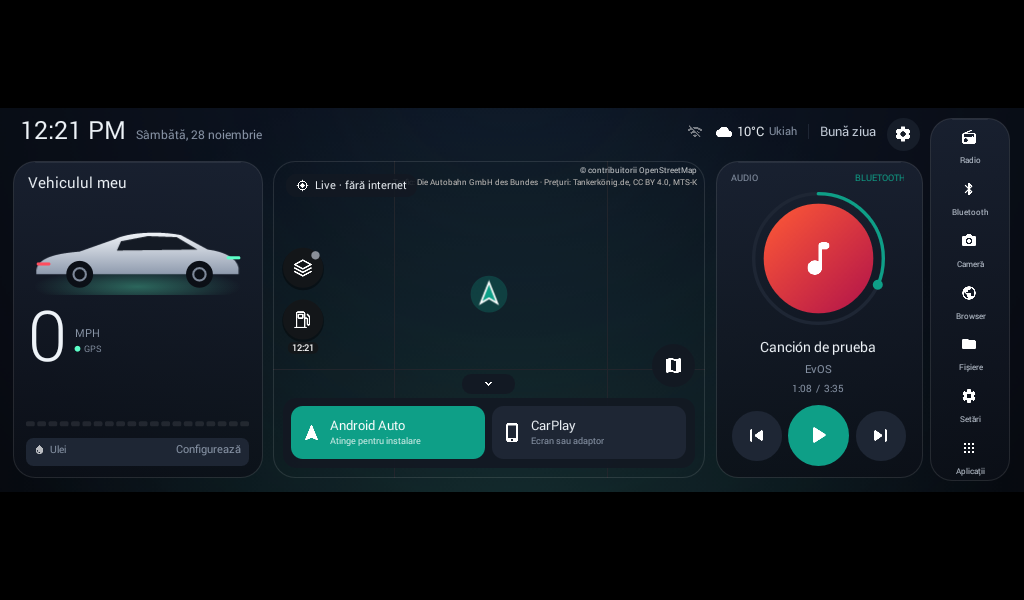 12:21 PM Sâmbătă, 28 noiembrie
10°C Ukiah
Bună ziua
Vehiculul meu
0 MPH
GPS
Ulei Configurează
© contribuitorii OpenStreetMap
Live · fără internet
Die Autobahn GmbH des Bundes · Prețuri: Tankerkönig.de, CC BY 4.0, MTS-K
12:21
Android Auto
Atinge pentru instalare
CarPlay
Ecran sau adaptor
AUDIO BLUETOOTH
Canción de prueba
EvOS
1:08 / 3:35
Radio
Bluetooth
Cameră
Browser
Fișiere
Setări
Aplicații